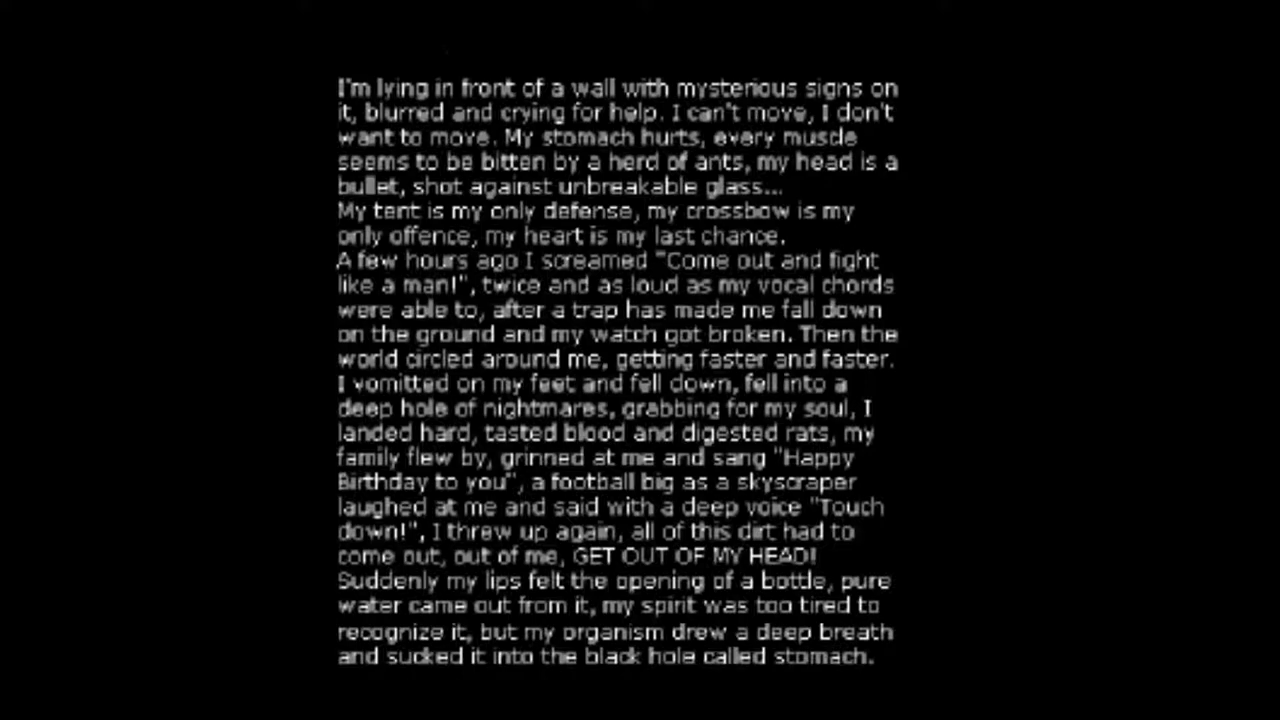 I'm lying in front of a wall with mysterious signs on
it, blurred and crying for help. I can't move, I don't
want to move. My stomach hurts, every muscle
seems to be bitten by a herd of ants, my head is a
bullet, shot against unbreakable glass...
My tent is my only defense, my crossbow is my
only offence, my heart is my last chance.
A few hours ago I screamed "Come out and fight
like a man!", twice and as loud as my vocal chords
were able to, after a trap has made me fall down
on the ground and my watch got broken. Then the
world circled around me, getting faster and faster.
I vomitted on my feet and fell down, fell into a
deep hole of nightmares, grabbing for my soul, I
landed hard, tasted blood and digested rats, my
family flew by, grinned at me and sang "Happy
Birthday to you", a football big as a skyscraper
laughed at me and said with a deep voice "Touch
down!", I threw up again, all of this dirt had to
come out, out of me, GET OUT OF MY HEAD!
Suddenly my lips felt the opening of a bottle, pure
water came out from it, my spirit was too tired to
recognize it, but my organism drew a deep breath
and sucked it into the black hole called stomach.